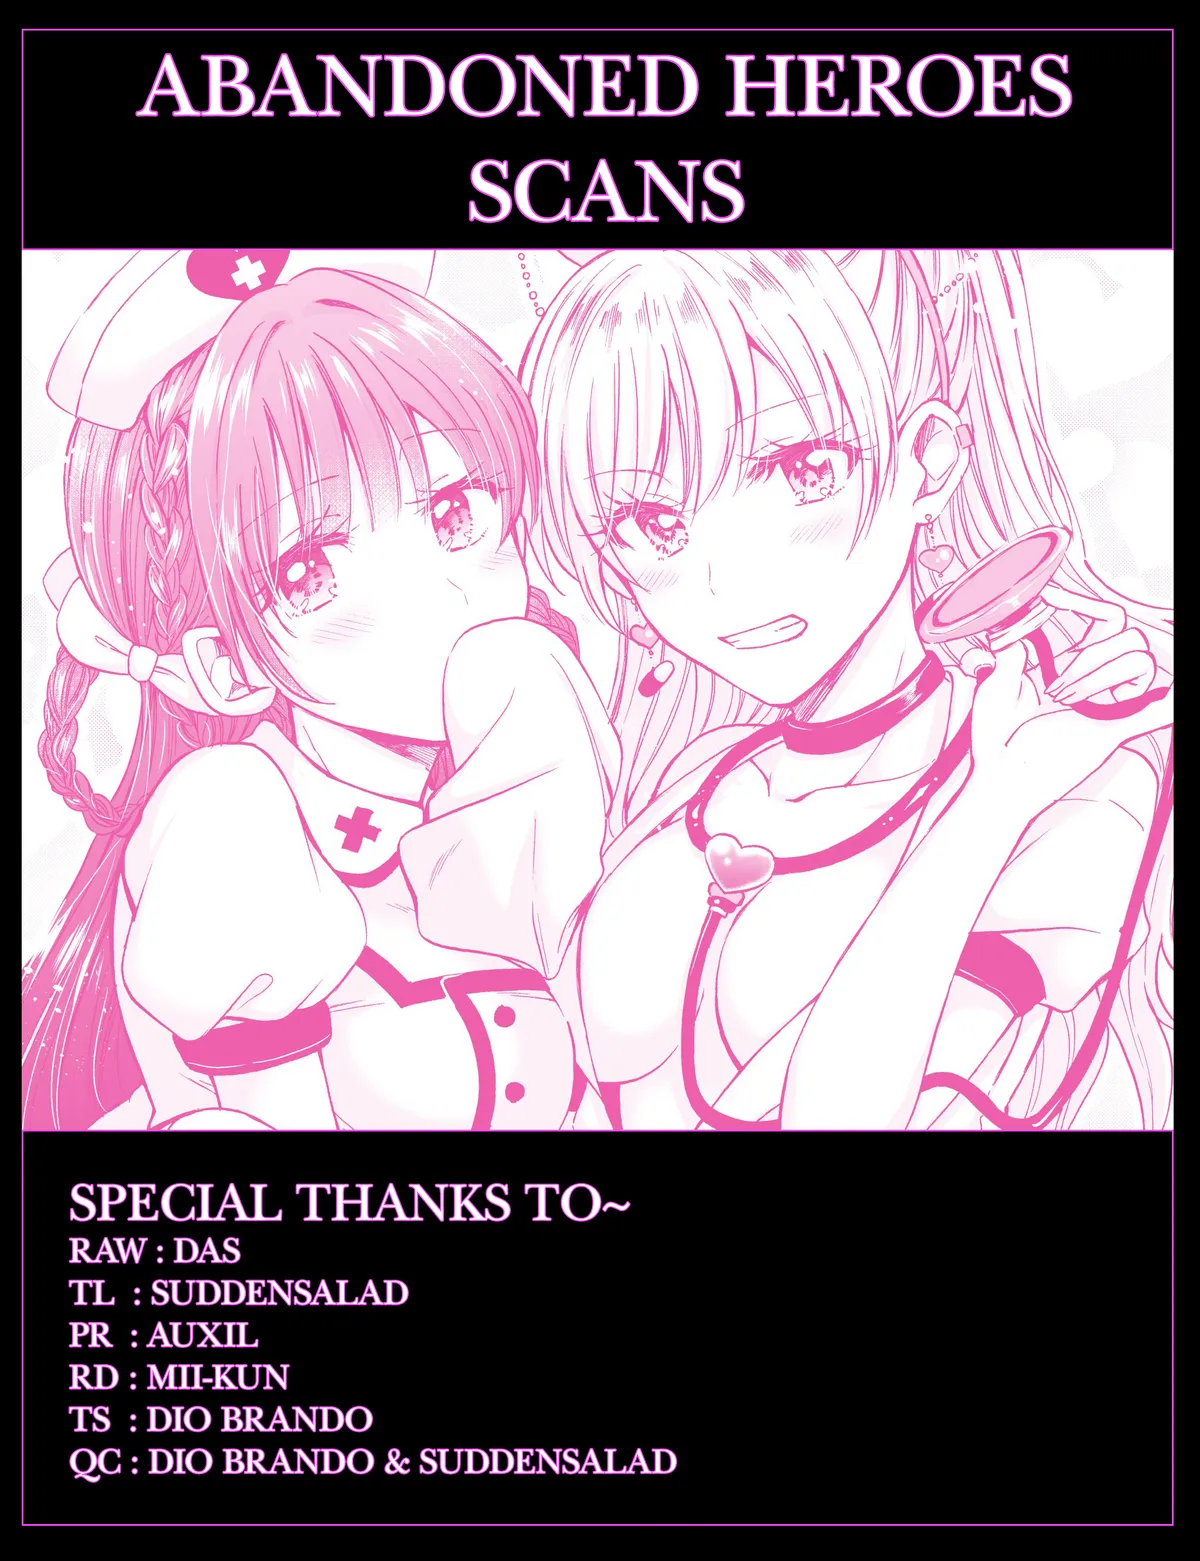 ABANDONED HEROES
SCANS
SPECIAL THANKS TO~
RAW : DAS
TL : SUDDENSALAD
PR : AUXIL
RD : MII-KUN
TS : DIO BRANDO
QC : DIO BRANDO & SUDDENSALAD